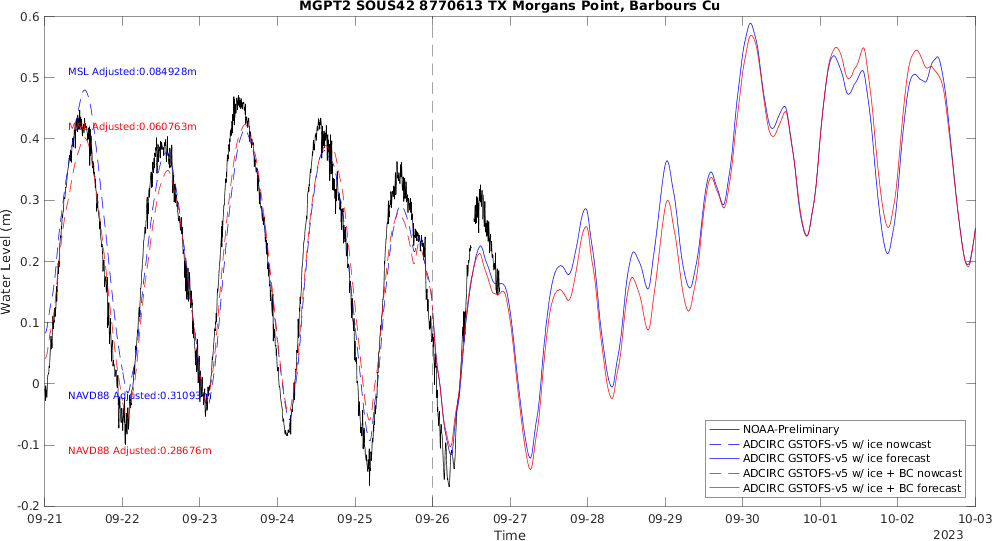 MGPT2 SOUS42 8770613 TX Morgans Point, Barbours Cu
0.6
0.5
0.4
0.3
0.2
0.1
0
-0.1
-0.2
Water Level (m)
MSL Adjusted:0.084928m
Adjusted:0.060763m
NAVD88 Adjusted:0.31093m
NAVD88 Adjusted:0.28676m
NOAA-Preliminary
ADCIRC GSTOFS-v5 w/ ice nowcast
ADCIRC GSTOFS-v5 w/ ice forecast
ADCIRC GSTOFS-v5 w/ ice + BC nowcast
ADCIRC GSTOFS-v5 w/ ice + BC forecast
09-21 09-22 09-23 09-24 09-25 09-26 09-27 09-28 09-29 09-30 10-01 10-02 10-03
Time
2023